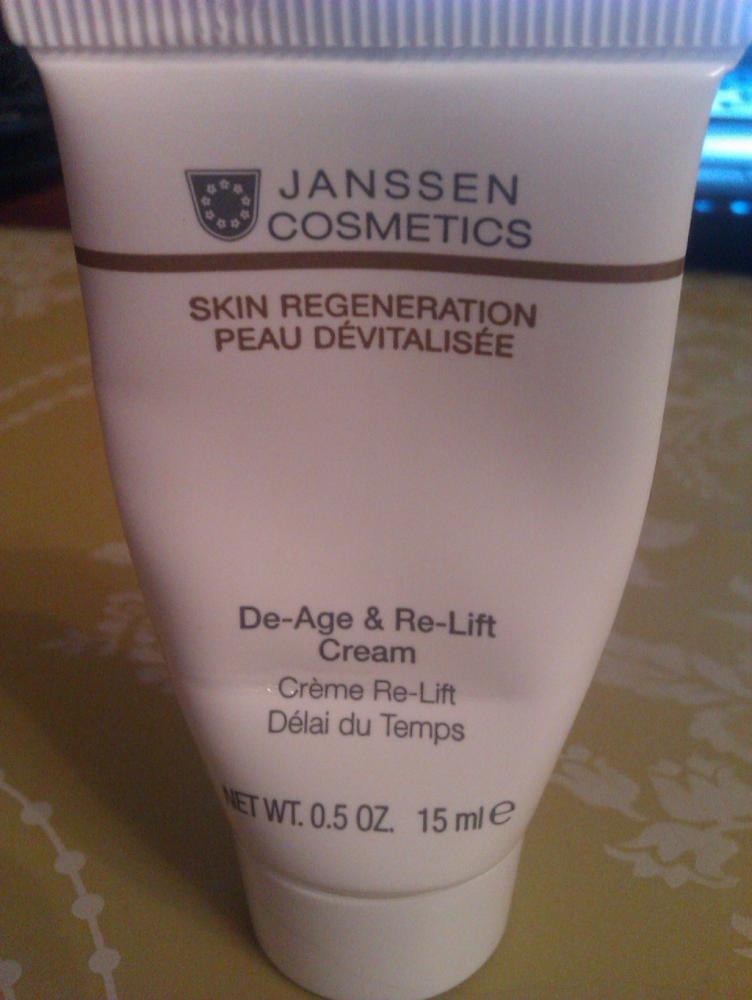 JANSSEN
COSMETICS
SKIN REGENERATION
PEAU DÉVITALISÉE
De-Age & Re-Lift
Cream
Crème Re-Lift
Délai du Temps
NET WT. 0.5 OZ. 15 ml ℮